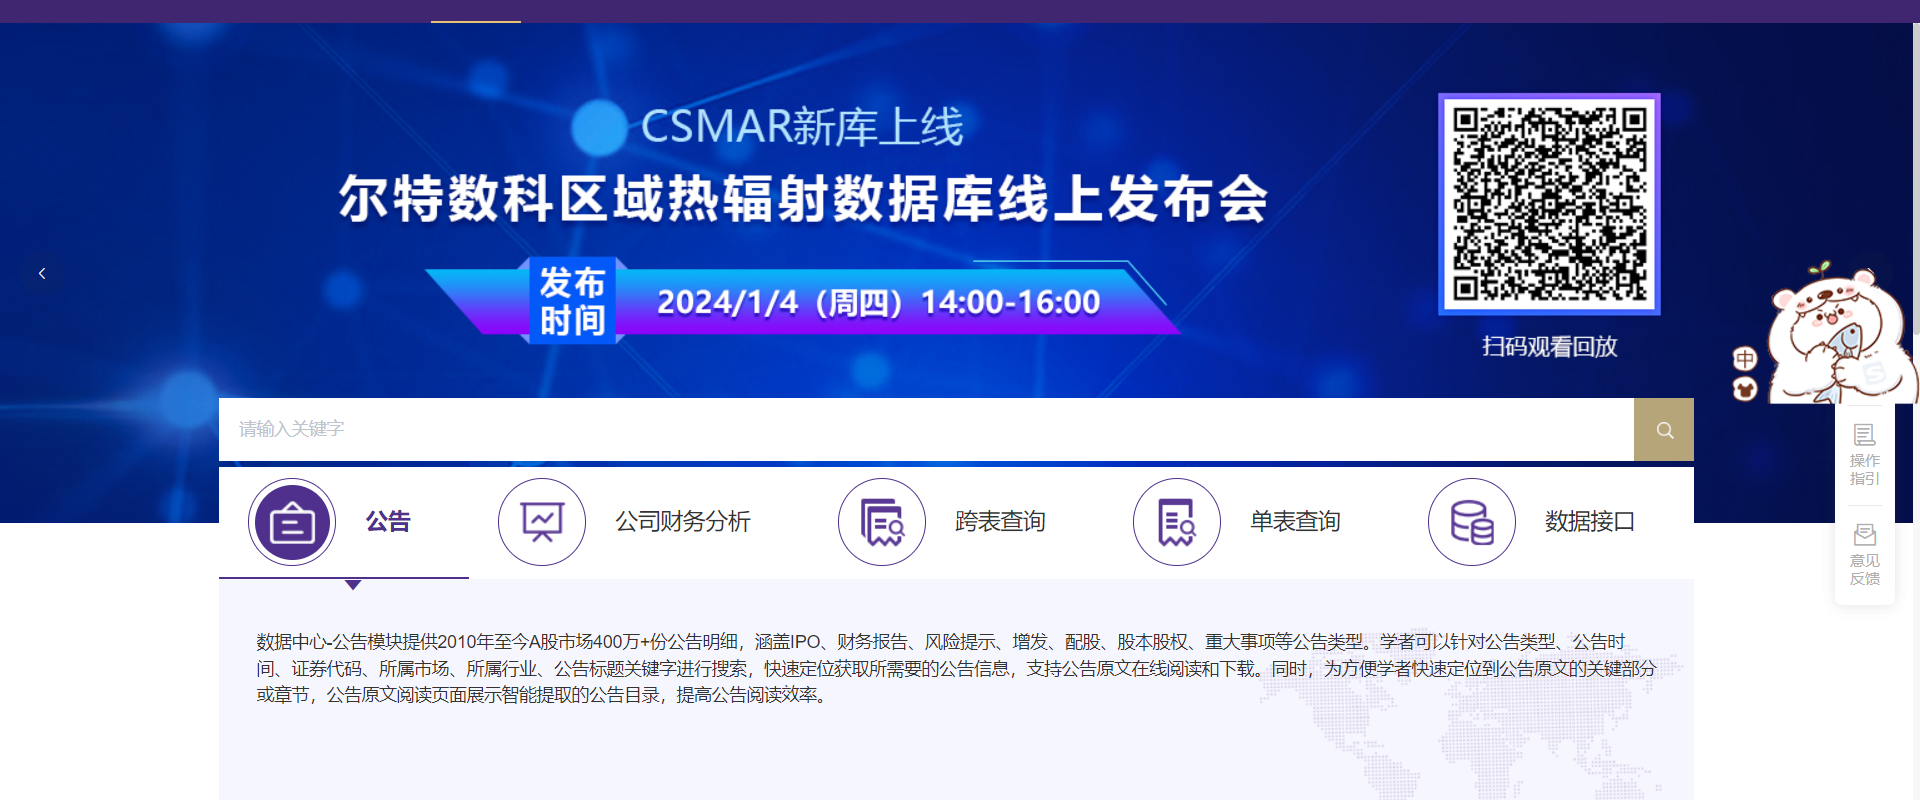 CSMAR新库上线
尔特数科区域热辐射数据库线上发布会
发布
时间
2024/1/4（周四）14:00-16:00
扫码观看回放
中
请输入关键字
操作
指引
意见
反馈
公告
公司财务分析
跨表查询
单表查询
数据接口
数据中心-公告模块提供2010年至今A股市场400万+份公告明细，涵盖IPO、财务报告、风险提示、增发、配股、股本股权、重大事项等公告类型。学者可以针对公告类型、公告时
间、证券代码、所属市场、所属行业、公告标题关键字进行搜索，快速定位获取所需要的公告信息，支持公告原文在线阅读和下载。同时，为方便学者快速定位到公告原文的关键部分
或章节，公告原文阅读页面展示智能提取的公告目录，提高公告阅读效率。